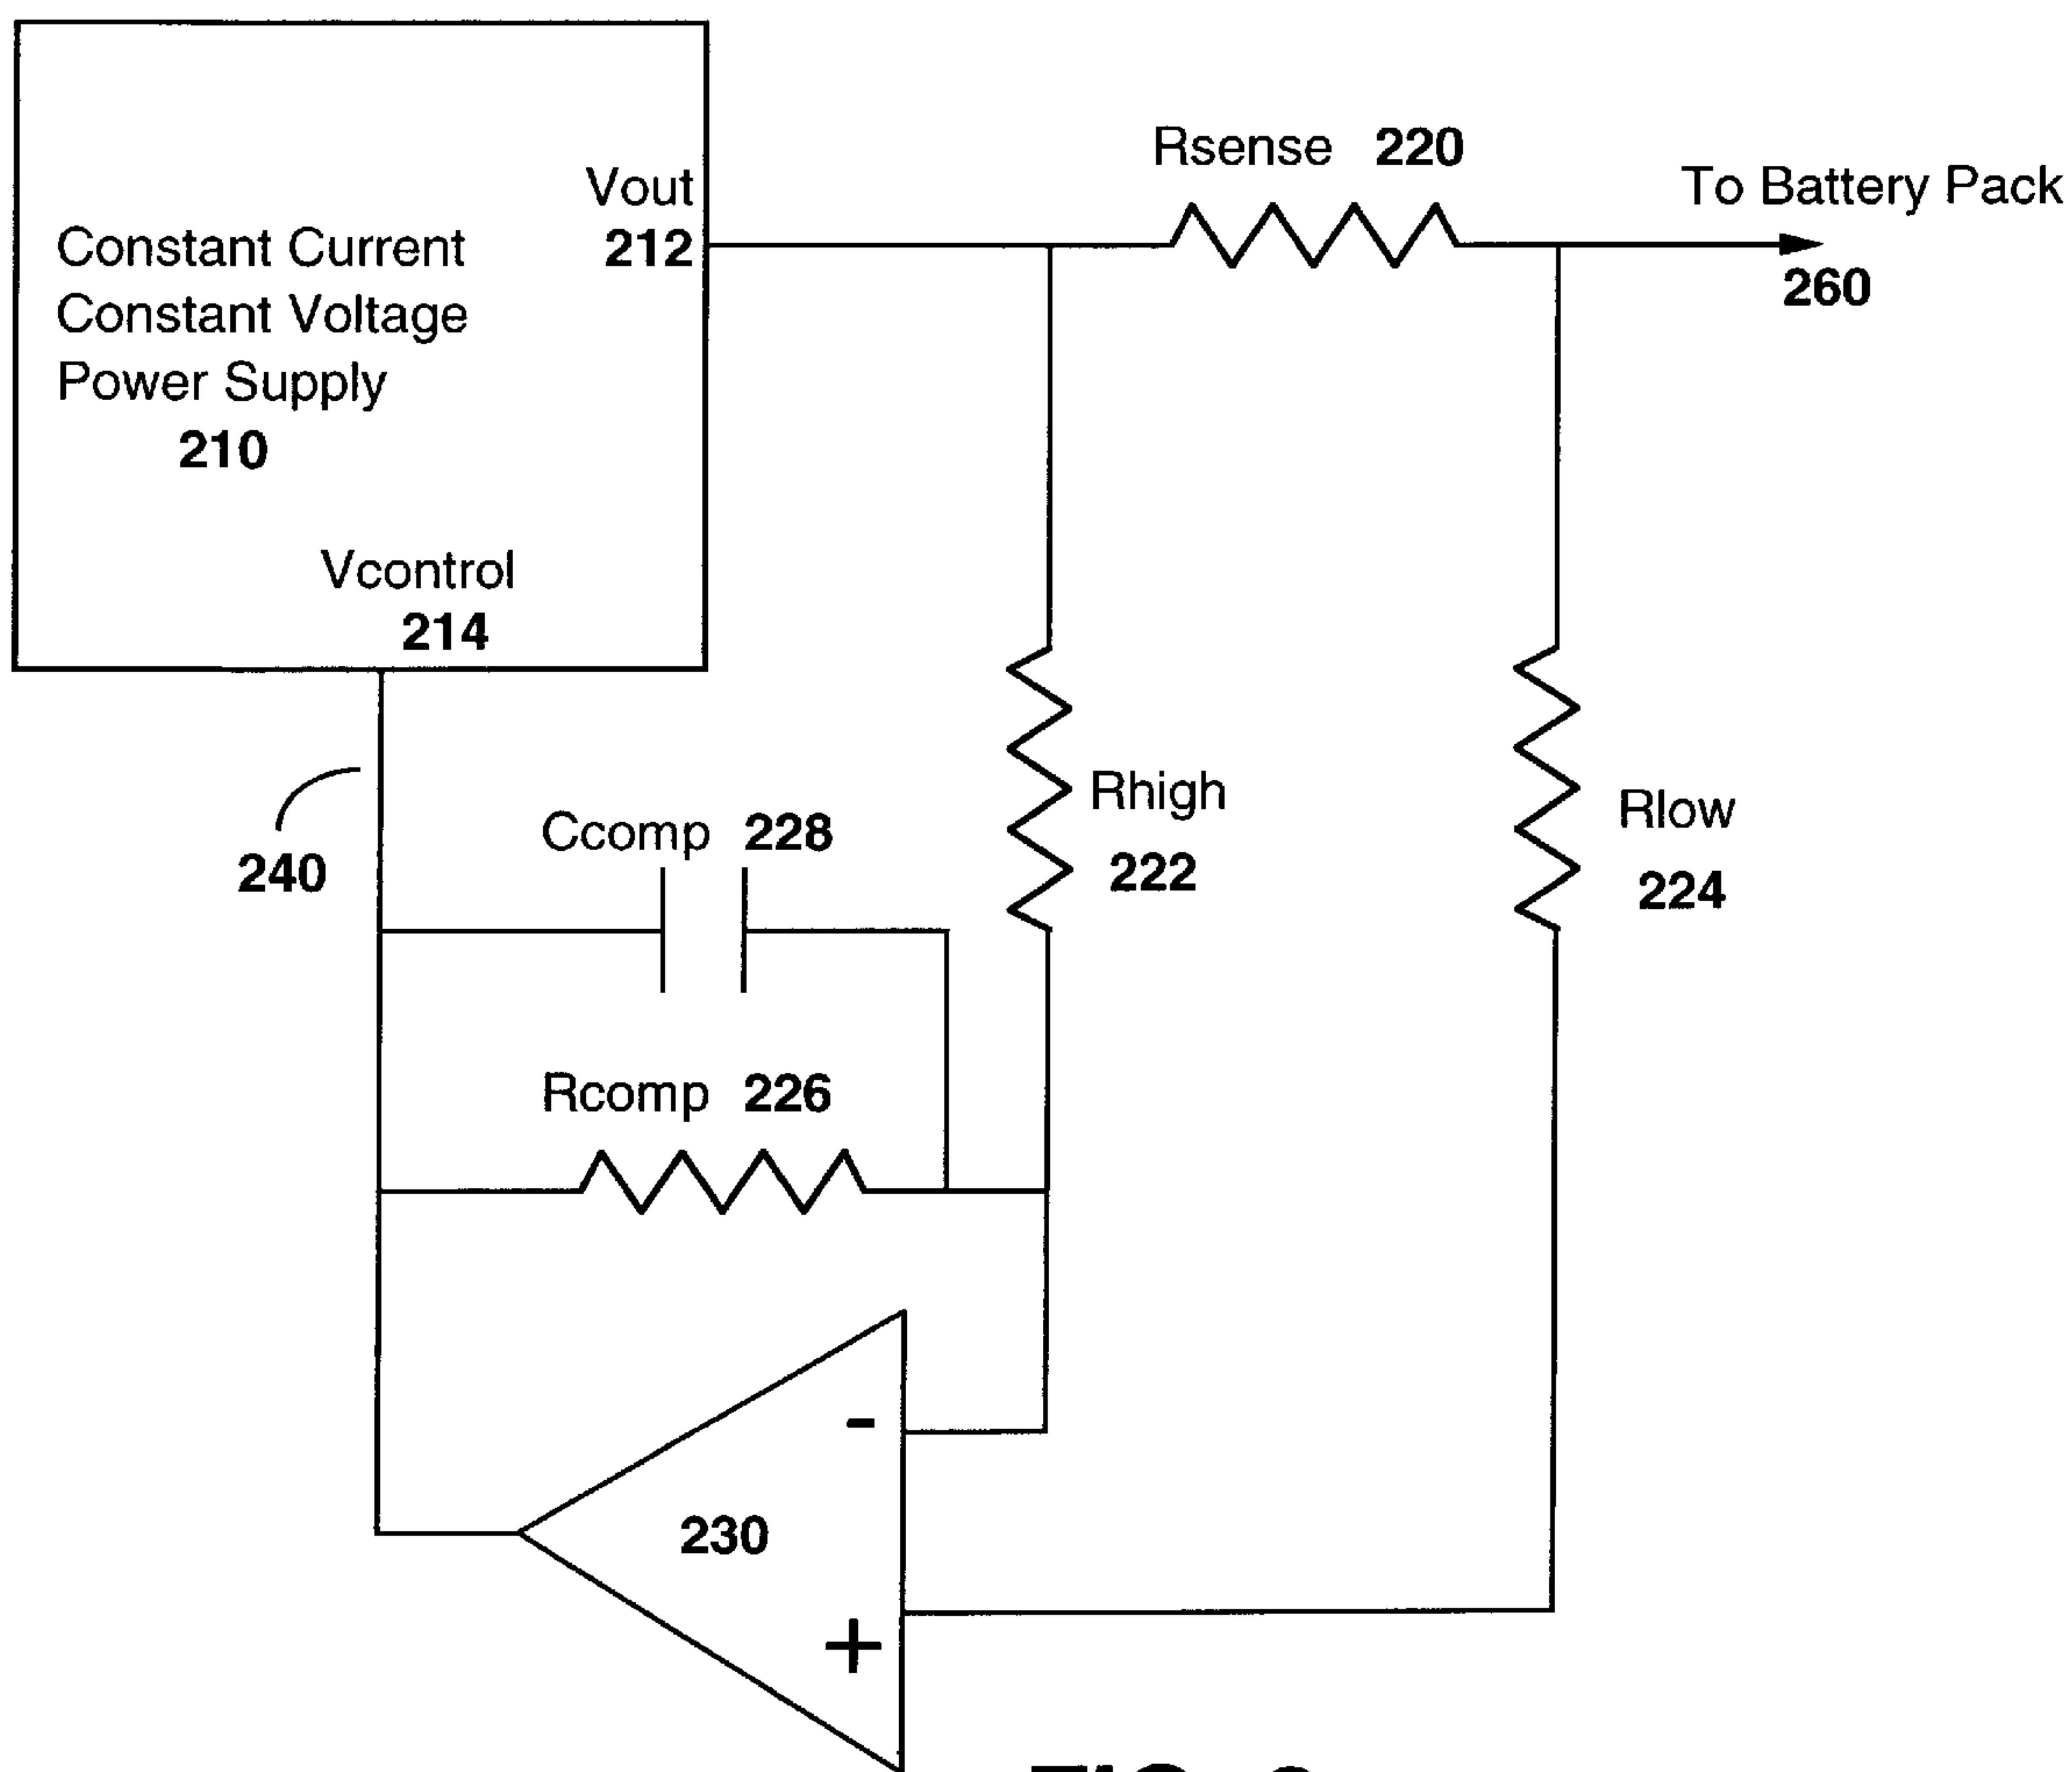 Vout
212
Constant Current
Constant Voltage
Power Supply
210
Vcontrol
214
Rsense 220
To Battery Pack
260
240
Ccomp 228
Rhigh
222
Rlow
224
Rcomp 226
-
230
+